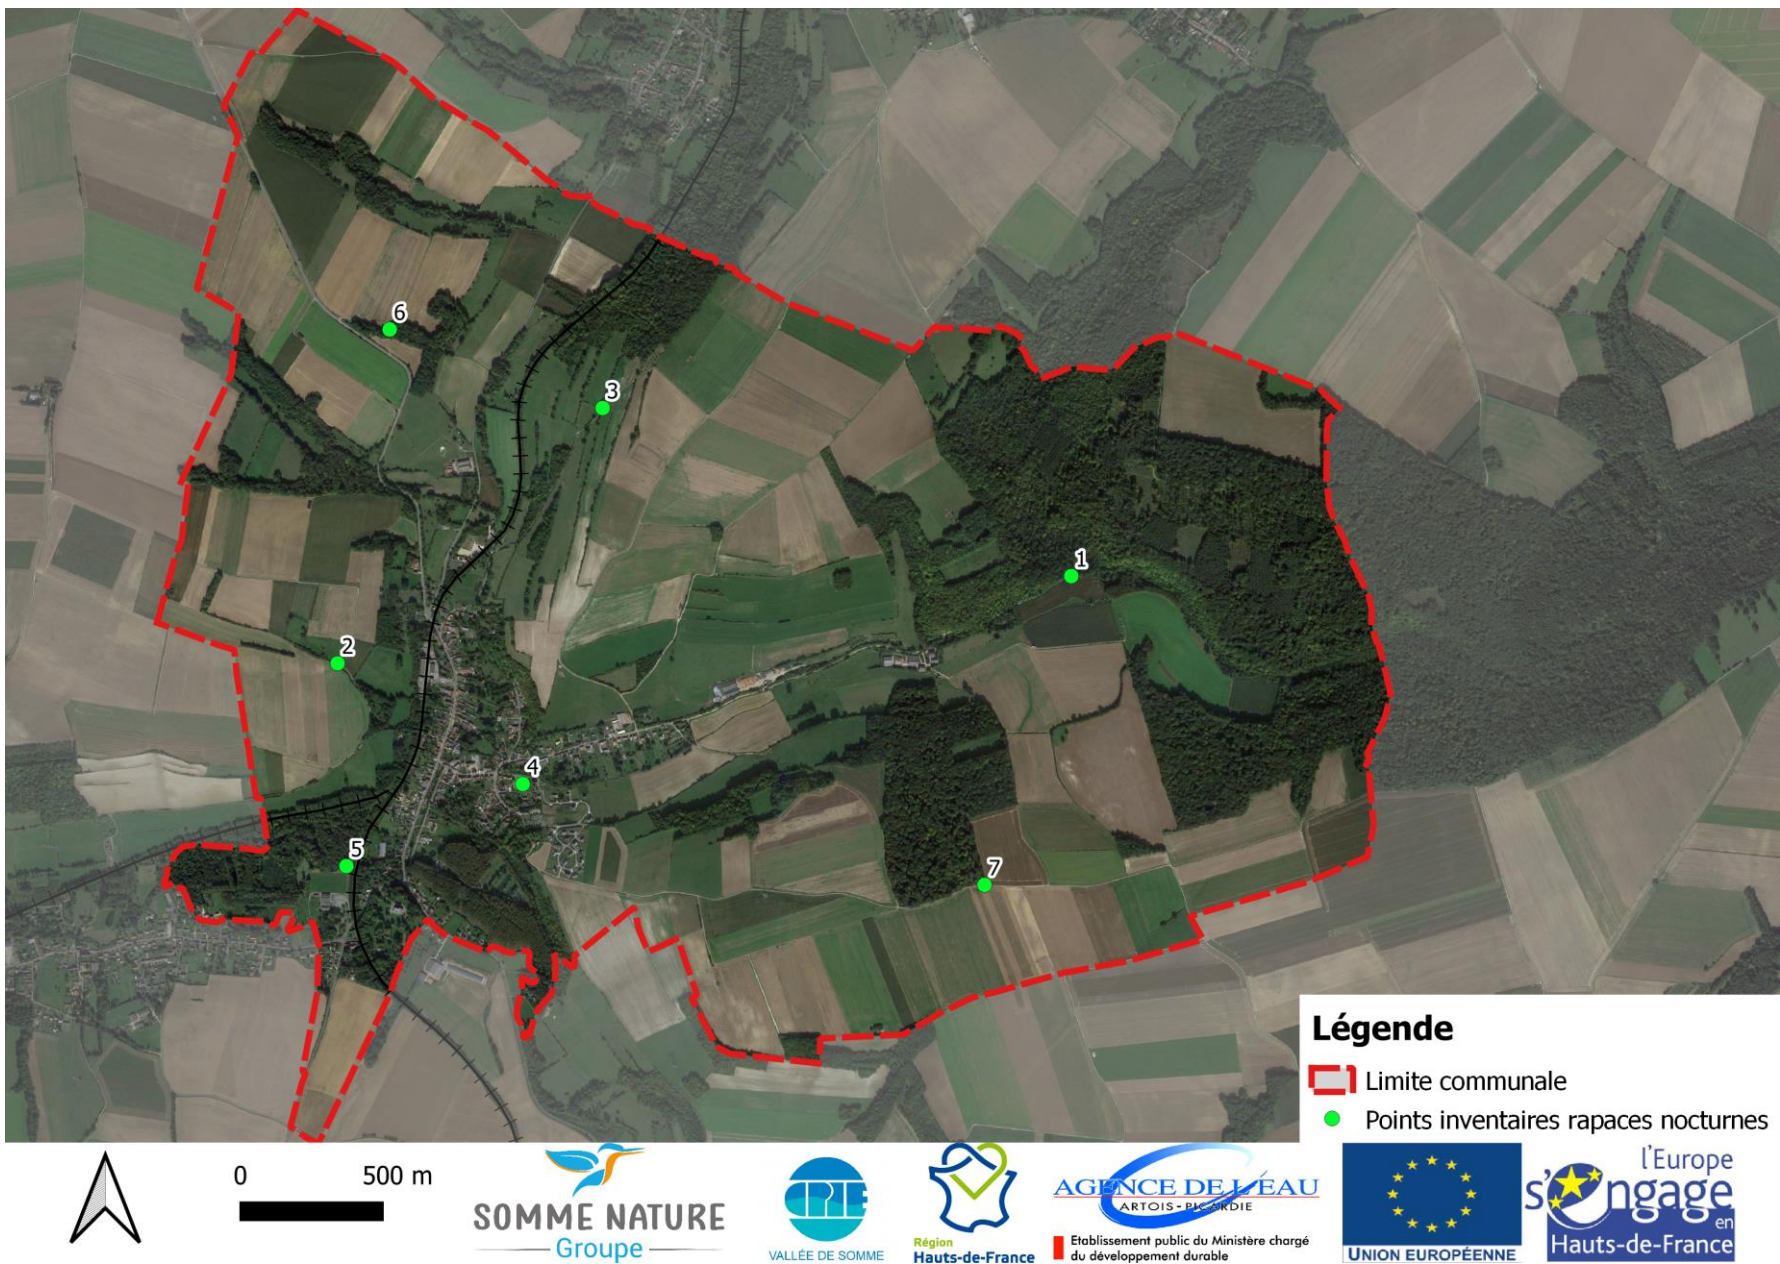 6
3
1
2
4
5
7
Légende
Limite communale
Points inventaires rapaces nocturnes
0 500 m
SOMME NATURE
Groupe
CPIE
VALLÉE DE SOMME
Région
Hauts-de-France
AGENCE DE L'ÉAU
ARTOIS - PICARDIE
Etablissement public du Ministère chargé
du développement durable
UNION EUROPÉENNE
l'Europe
s'engage
en
Hauts-de-France